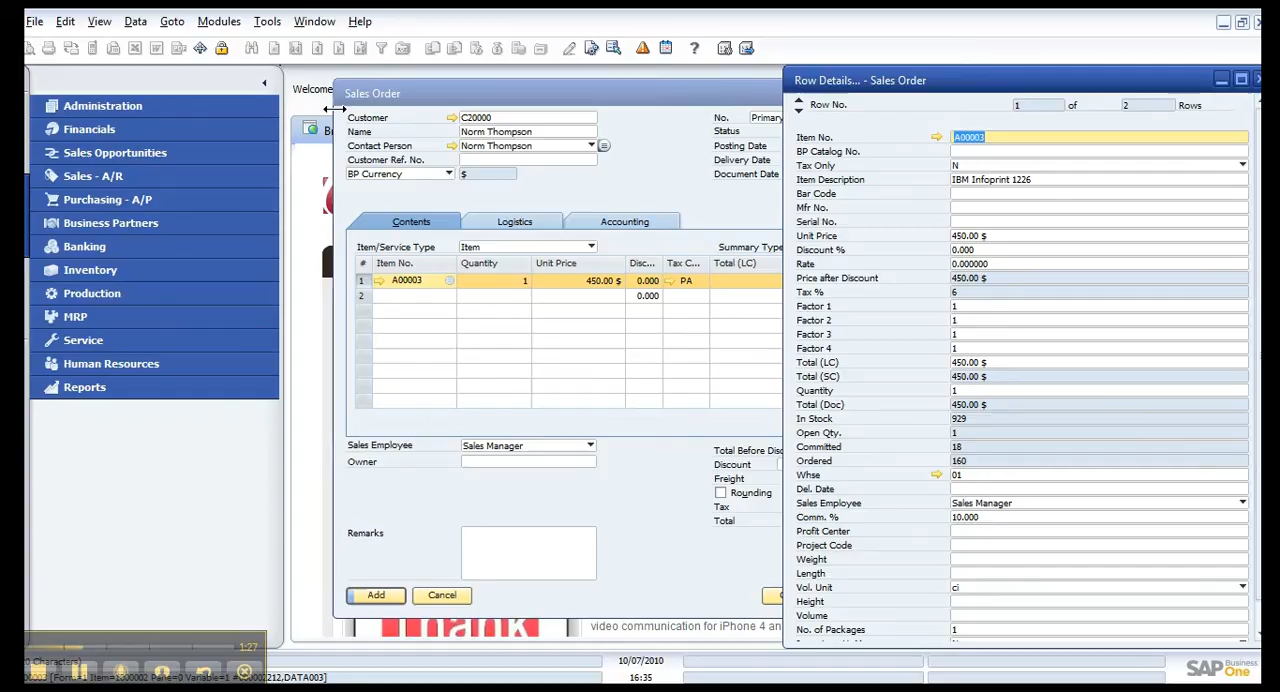 File Edit View Data Goto Modules Tools Window Help
Administration
Financials
Sales Opportunities
Sales - A/R
Purchasing - A/P
Business Partners
Banking
Inventory
Production
MRP
Service
Human Resources
Reports
Welcome
Sales Order
Customer C20000
Name Norm Thompson
Contact Person Norm Thompson
Customer Ref. No.
BP Currency $
No. Primary
Status
Posting Date
Delivery Date
Document Date
Contents Logistics Accounting
Item/Service Type Item Summary Type
# Item No. Quantity Unit Price Disc... Tax C... Total (LC)
1 A00003 1 450.00 $ 0.000 PA
2 0.000
Sales Employee Sales Manager
Owner
Total Before Disc
Discount
Freight
Rounding
Tax
Total
Remarks
Add Cancel
Thank
video communication for iPhone 4 an
Row Details... - Sales Order
Row No. 1 of 2 Rows
Item No. A00003
BP Catalog No.
Tax Only N
Item Description IBM Infoprint 1226
Bar Code
Mfr No.
Serial No.
Unit Price 450.00 $
Discount % 0.000
Rate 0.000000
Price after Discount 450.00 $
Tax % 6
Factor 1 1
Factor 2 1
Factor 3 1
Factor 4 1
Total (LC) 450.00 $
Total (SC) 450.00 $
Quantity 1
Total (Doc) 450.00 $
In Stock 929
Open Qty. 1
Committed 18
Ordered 160
Whse 01
Del. Date
Sales Employee Sales Manager
Comm. % 10.000
Profit Center
Project Code
Weight
Length
Vol. Unit ci
Height
Volume
No. of Packages 1
1:27
Characters)
10/07/2010
16:35
SAP Business One